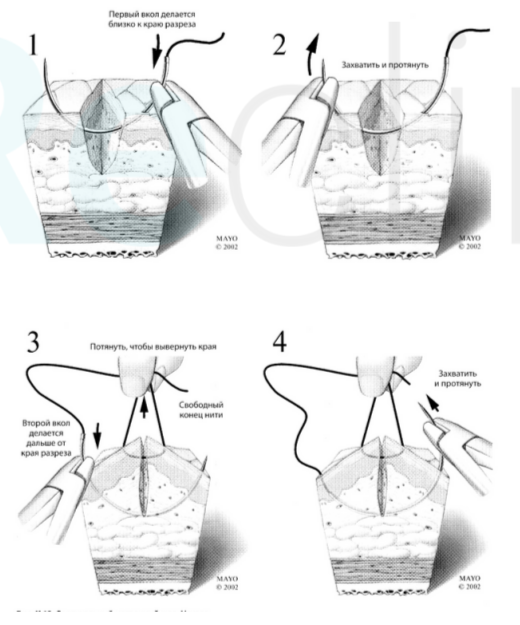 1
Первый вкол делается
близко к краю разреза
MAYO
© 2002
2
Захватить и протянуть
MAYO
© 2002
3
Потянуть, чтобы вывернуть края
Свободный
конец нити
Второй вкол
делается
дальше от
края разреза
MAYO
© 2002
4
Захватить
и протянуть
MAYO
© 2002